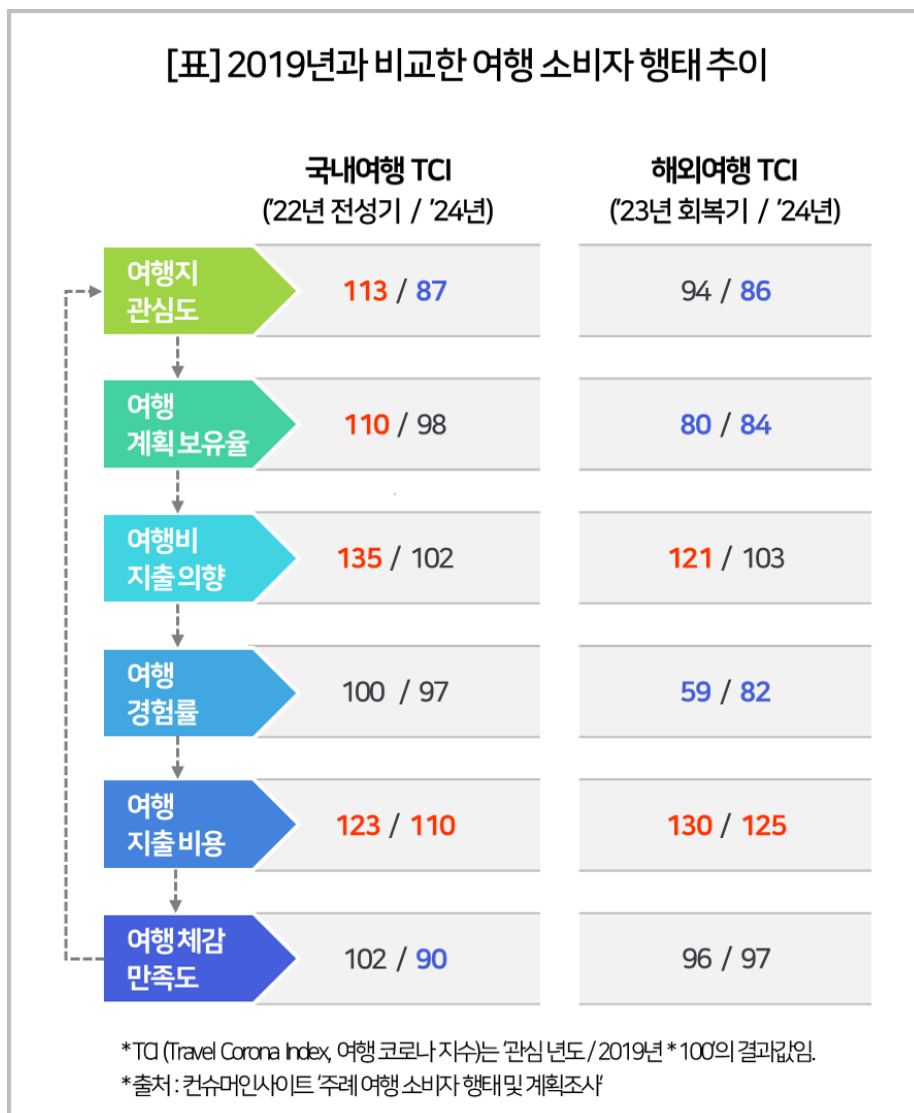 [표] 2019년과 비교한 여행 소비자 행태 추이
국내여행 TCI
('22년 전성기 / '24년)
해외여행 TCI
('23년 회복기 / '24년)
여행지
관심도
113 / 87
94 / 86
여행
계획 보유율
110 / 98
80 / 84
여행비
지출 의향
135 / 102
121 / 103
여행
경험률
100 / 97
59 / 82
여행
지출 비용
123 / 110
130 / 125
여행 체감
만족도
102 / 90
96 / 97
* TCI (Travel Corona Index, 여행 코로나 지수)는 '관심 년도 / 2019년 * 100'의 결과값임.
* 출처 : 컨슈머인사이트 '주례 여행 소비자 행태 및 계획조사'